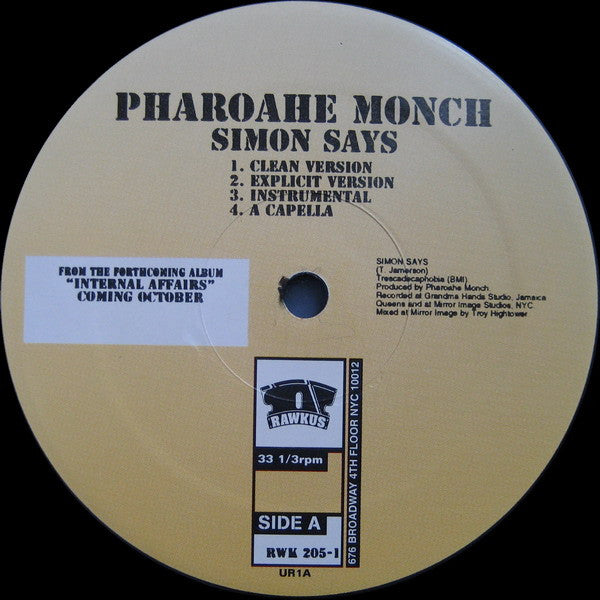 PHAROAHE MONCH
SIMON SAYS
1. CLEAN VERSION
2. EXPLICIT VERSION
3. INSTRUMENTAL
4. A CAPELLA
FROM THE FORTHCOMING ALBUM
"INTERNAL AFFAIRS"
COMING OCTOBER
SIMON SAYS
(T. Jamerson)
Trescadecaphobia (BMI)
Produced by Pharoahe Monch
Recorded at Grandma Hands Studio, Jamaica
Queens and at Mirror Image Studios, NYC.
Mixed at Mirror Image by Troy Hightower
RAWKUS
33 1/3rpm
SIDE A
RWK 205-1
676 BROADWAY 4TH FLOOR NYC 10012
UR1A